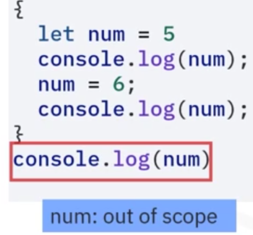 {
let num = 5
console.log(num);
num = 6;
console.log(num);
}
console.log(num)
num: out of scope